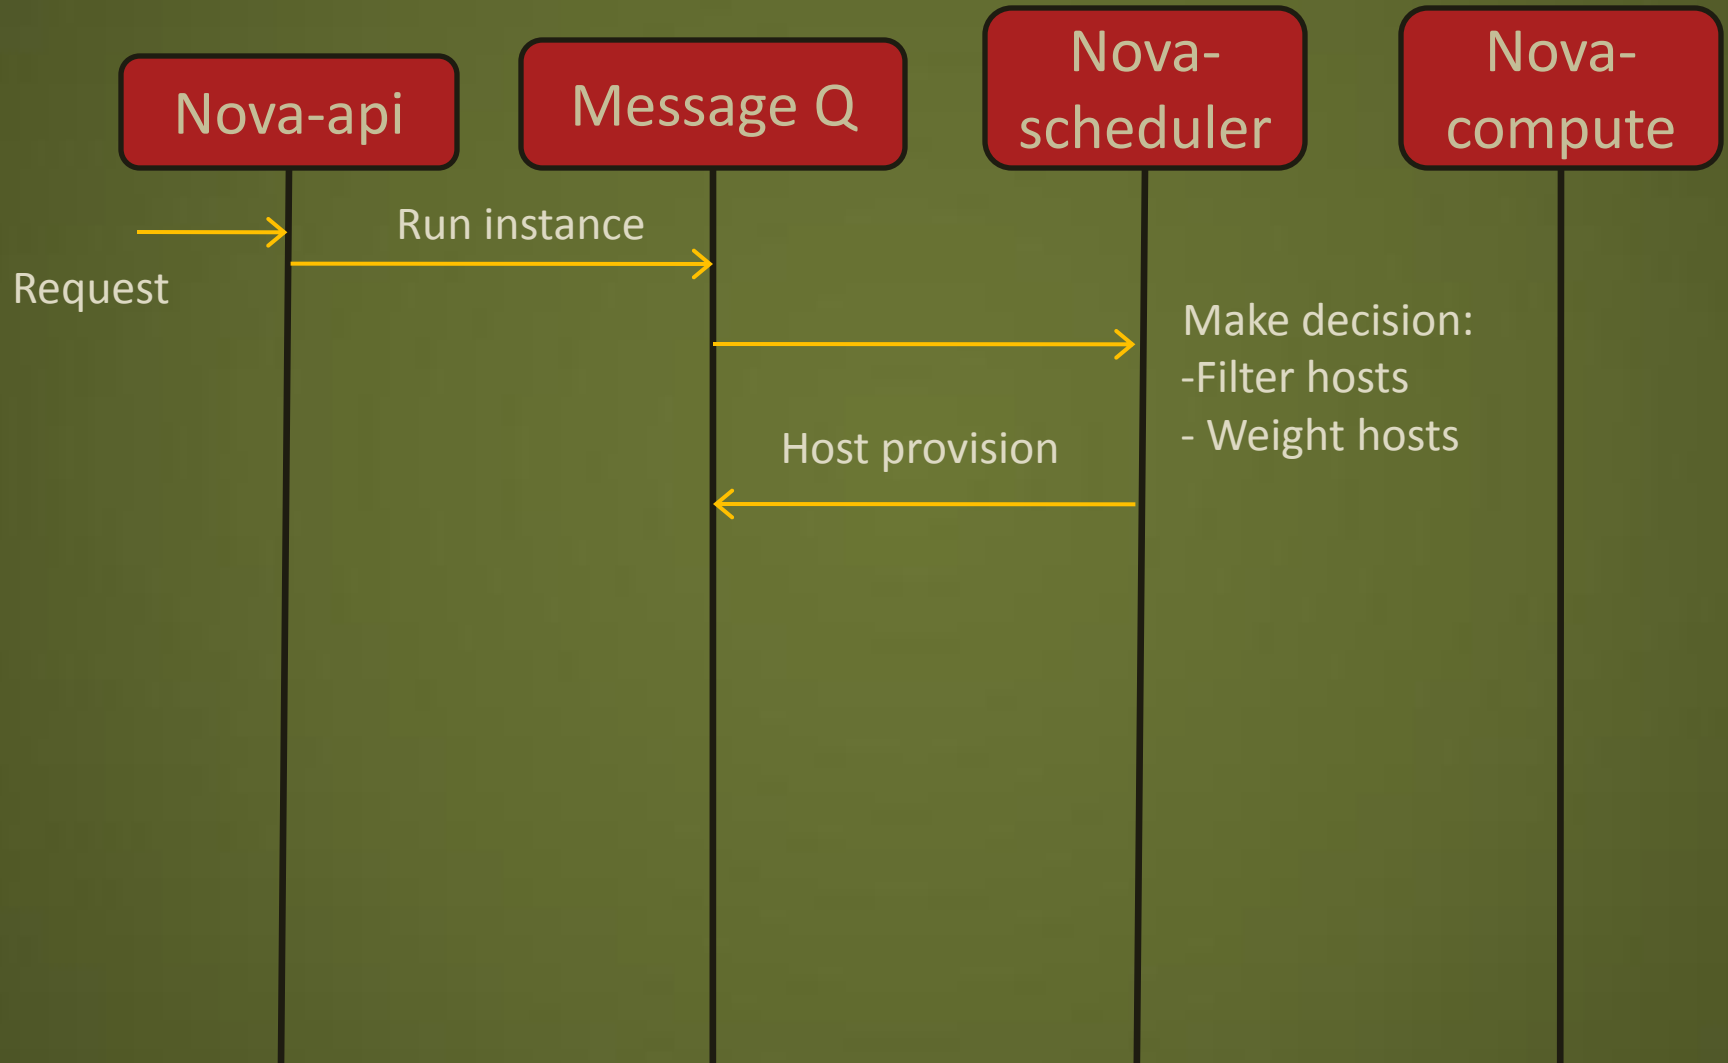 Nova-api
Message Q
Nova-
scheduler
Nova-
compute
Run instance
Request
Make decision:
-Filter hosts
- Weight hosts
Host provision